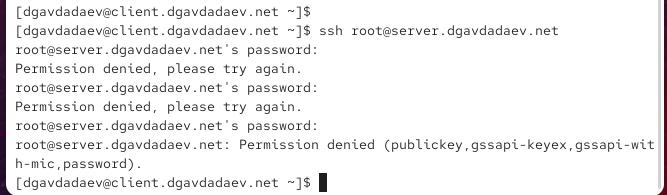 [dgavdadaev@client.dgavdadaev.net ~]$
[dgavdadaev@client.dgavdadaev.net ~]$ ssh root@server.dgavdadaev.net
root@server.dgavdadaev.net's password:
Permission denied, please try again.
root@server.dgavdadaev.net's password:
Permission denied, please try again.
root@server.dgavdadaev.net's password:
root@server.dgavdadaev.net: Permission denied (publickey,gssapi-keyex,gssapi-wit
h-mic,password).
[dgavdadaev@client.dgavdadaev.net ~]$